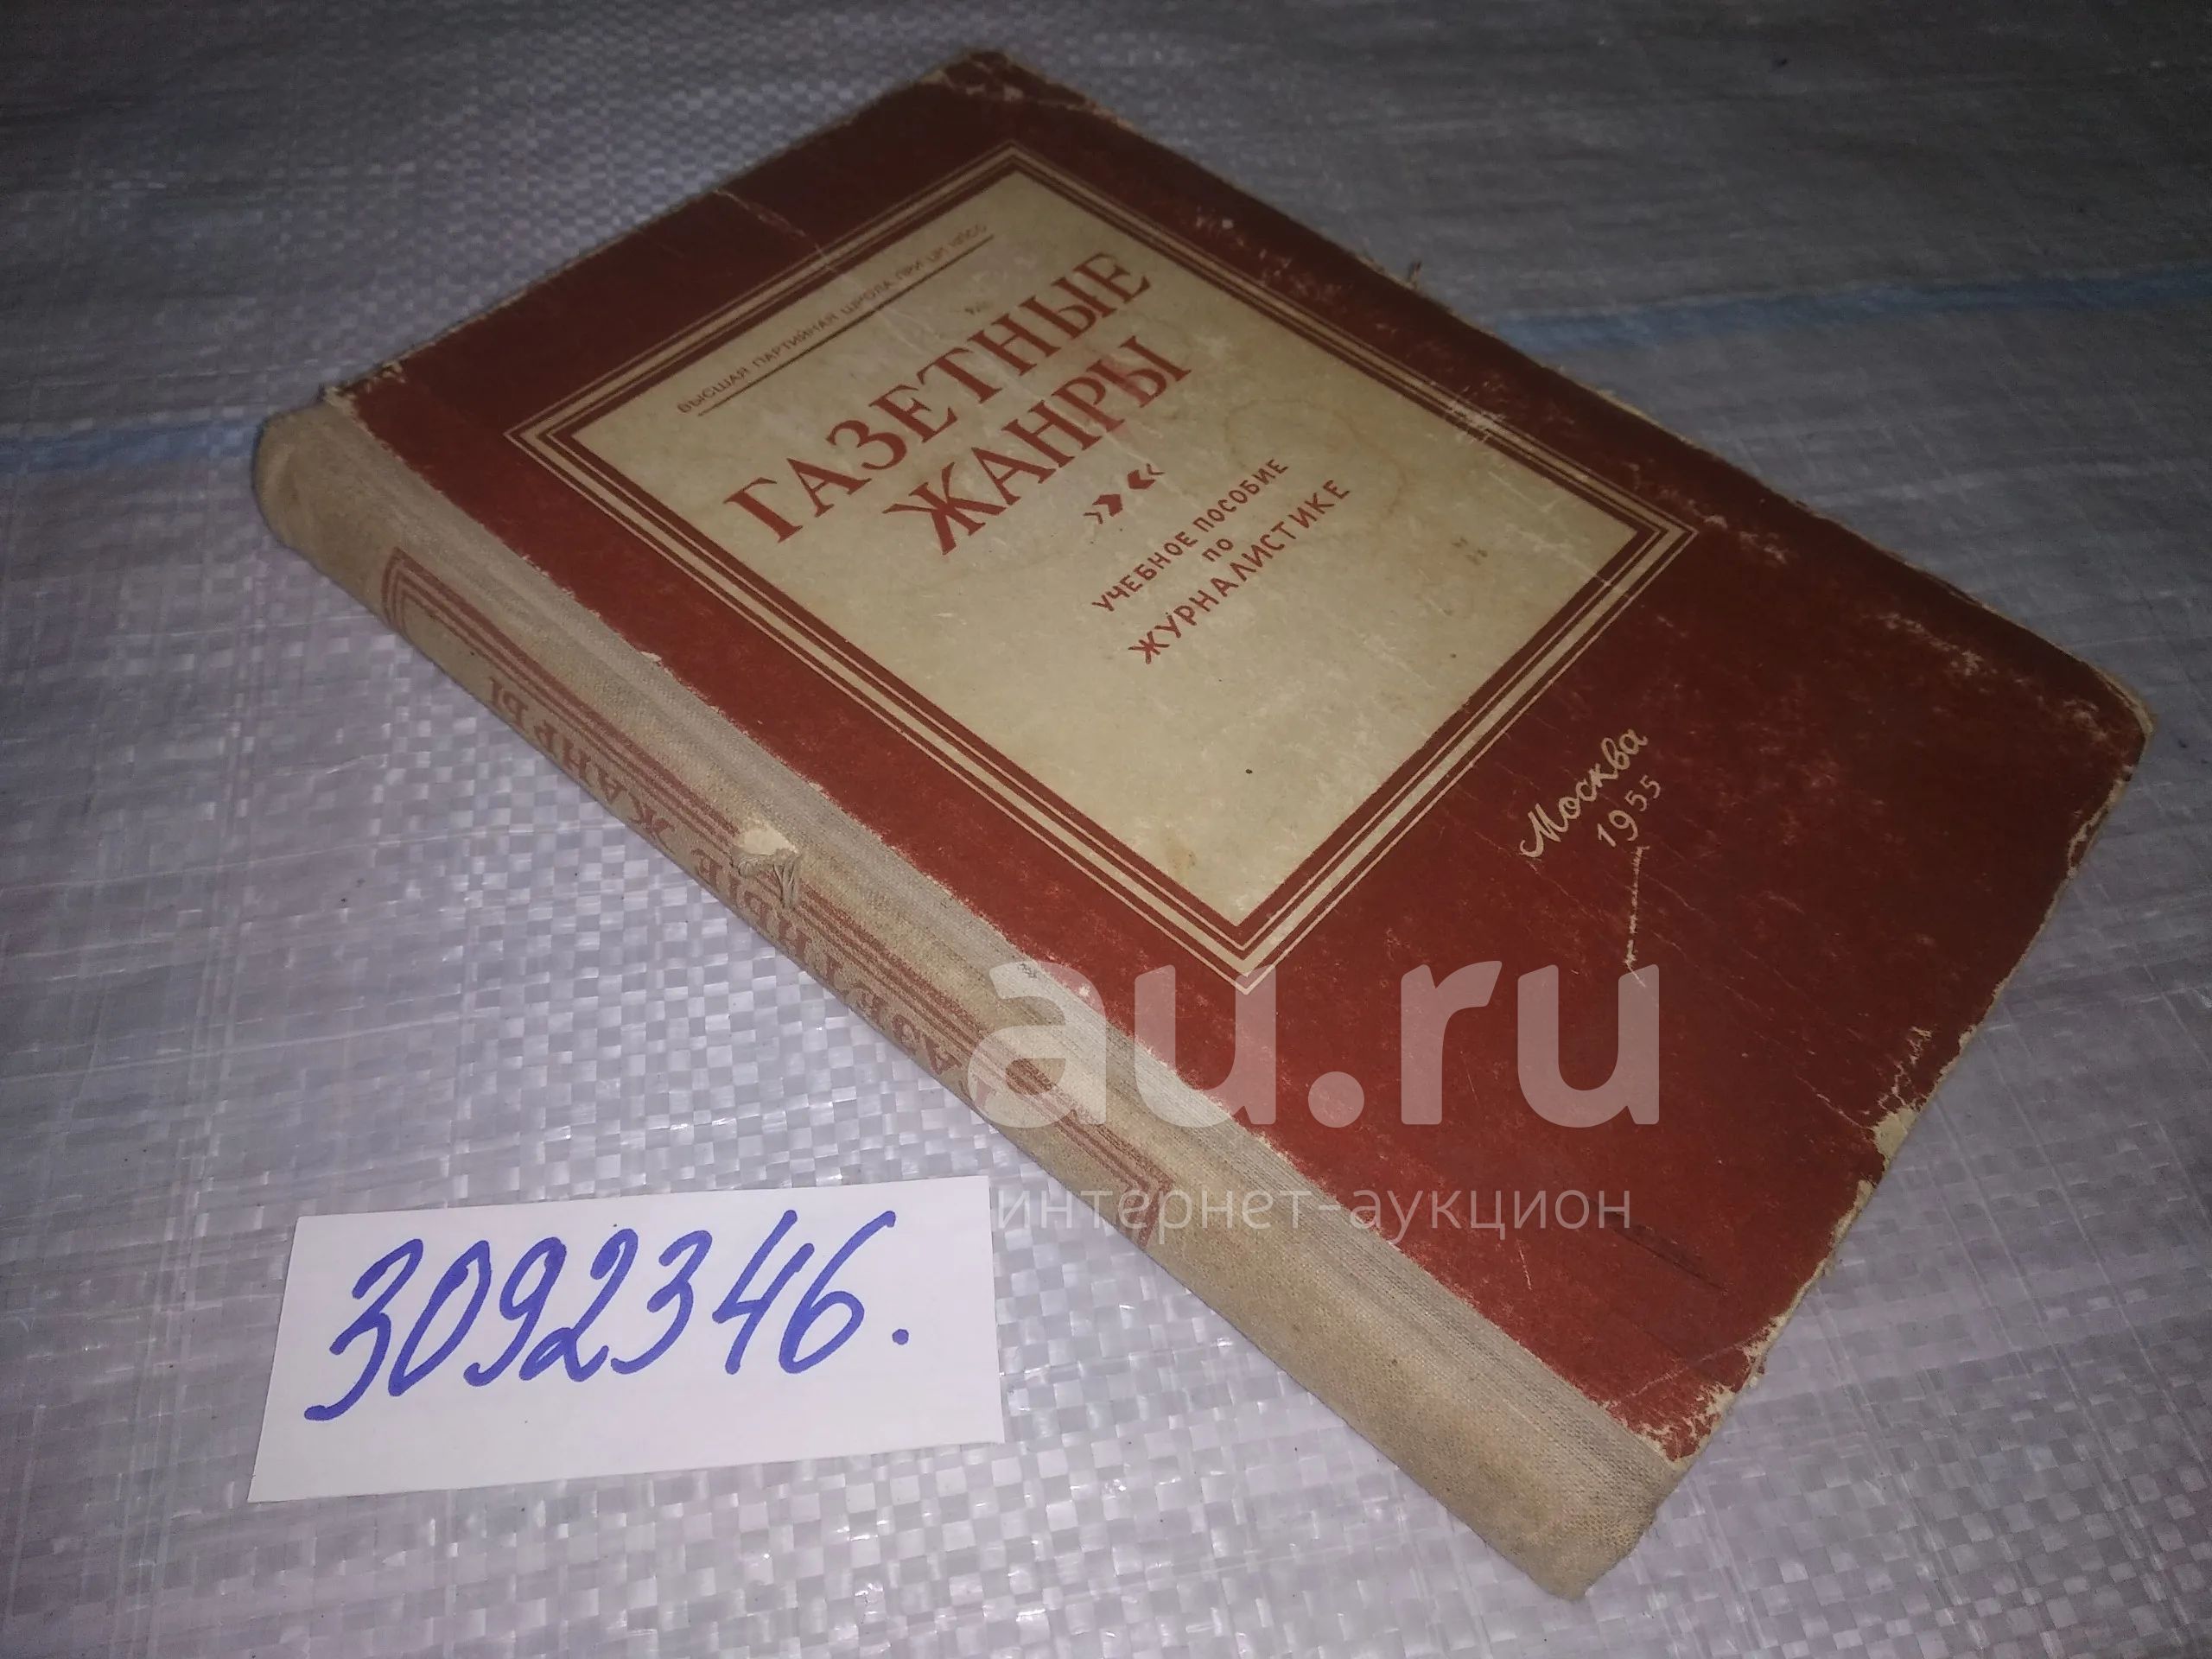 ВЫСШАЯ ПАРТИЙНАЯ ШКОЛА ПРИ ЦК КПСС
ГАЗЕТНЫЕ
ЖАНРЫ
УЧЕБНОЕ ПОСОБИЕ
ПО
ЖУРНАЛИСТИКЕ
Москва
1955
ГАЗЕТНЫЕ ЖАНРЫ
au.ru
интернет-аукцион
3092346.